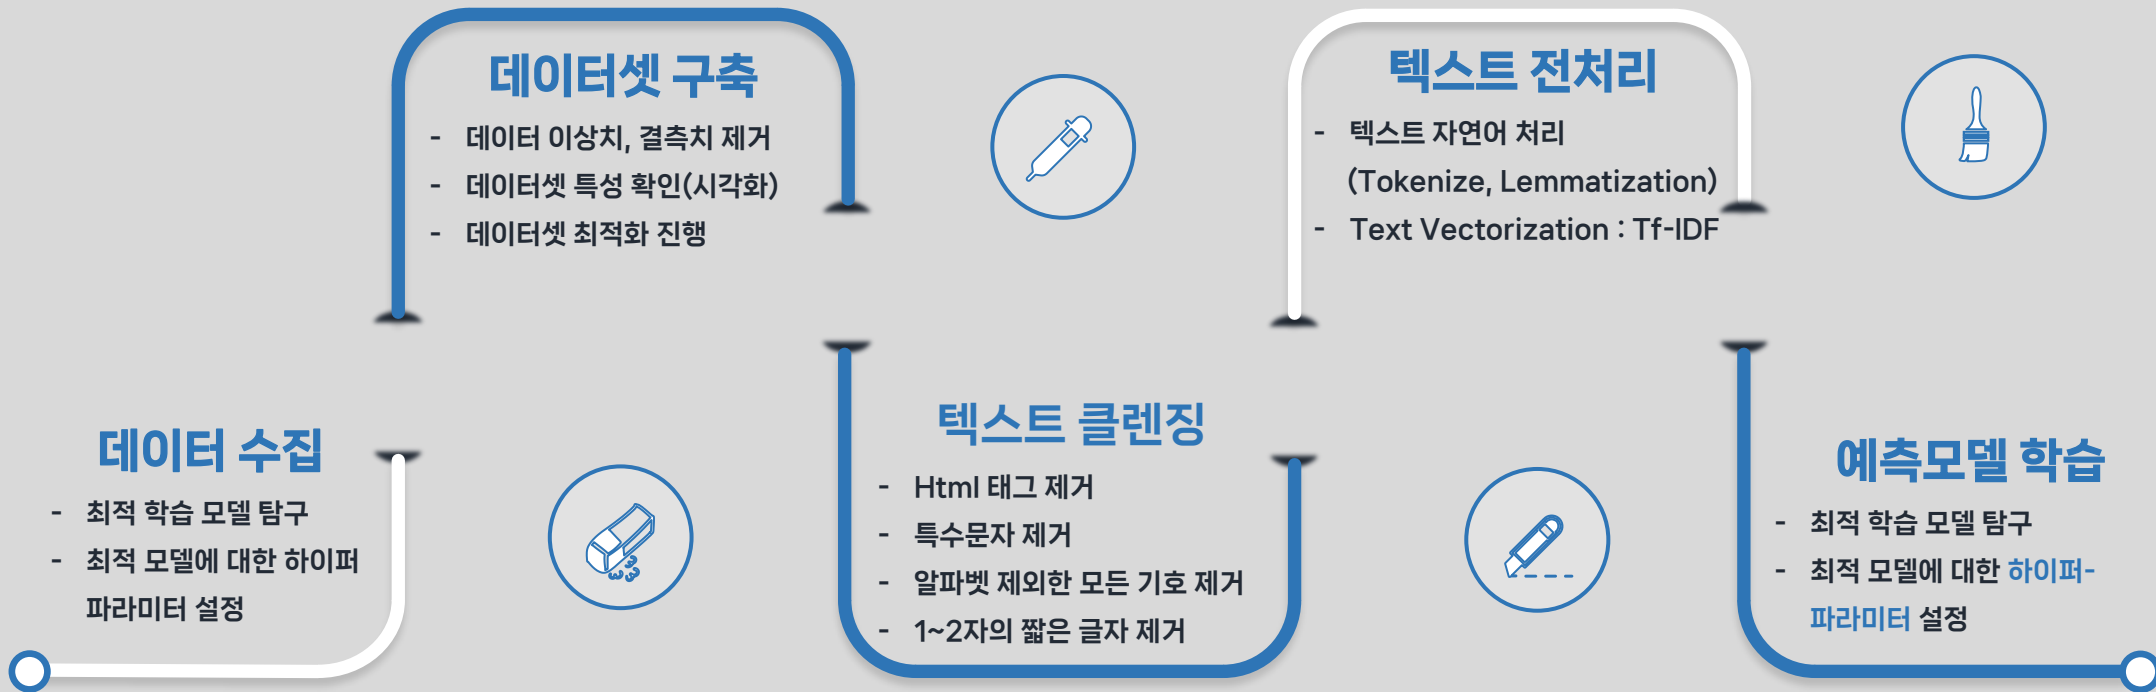 데이터 수집
- 최적 학습 모델 탐구
- 최적 모델에 대한 하이퍼
파라미터 설정
데이터셋 구축
- 데이터 이상치, 결측치 제거
- 데이터셋 특성 확인(시각화)
- 데이터셋 최적화 진행
텍스트 클렌징
- Html 태그 제거
- 특수문자 제거
- 알파벳 제외한 모든 기호 제거
- 1~2자의 짧은 글자 제거
텍스트 전처리
- 텍스트 자연어 처리
(Tokenize, Lemmatization)
- Text Vectorization : Tf-IDF
예측모델 학습
- 최적 학습 모델 탐구
- 최적 모델에 대한 하이퍼-
파라미터 설정